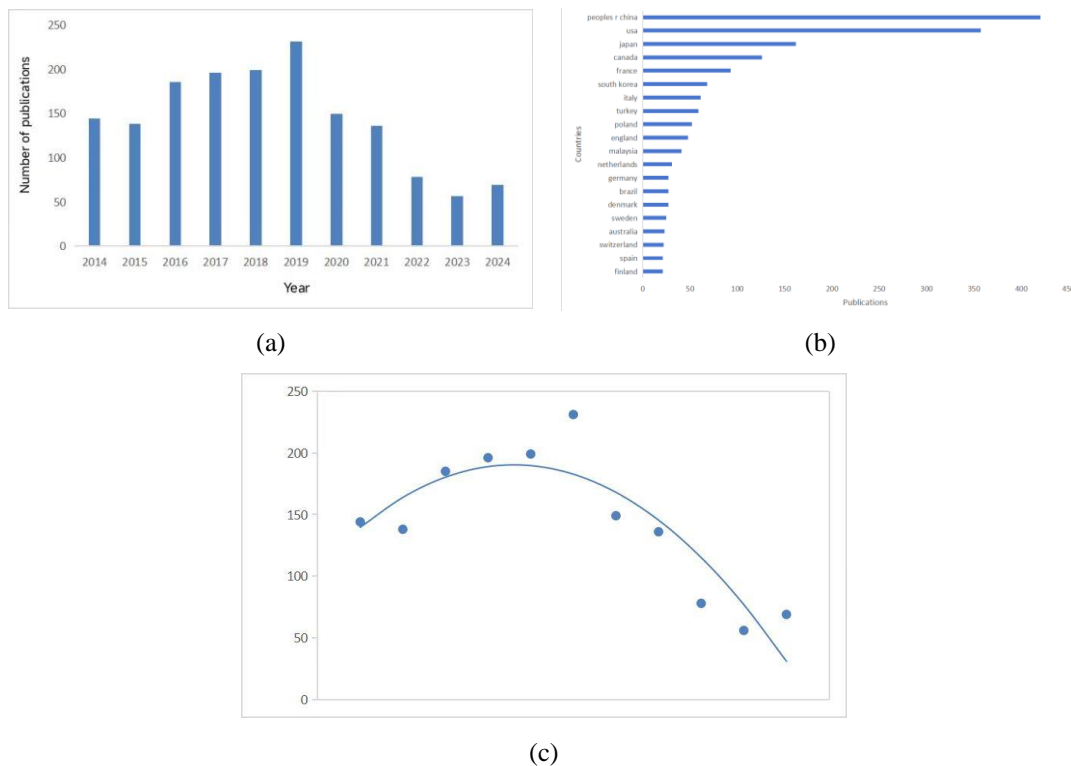 250
200
150
100
50
0
Number of publications
2014 2015 2016 2017 2018 2019 2020 2021 2022 2023 2024
Year
(a)
Countries
peoples r china
usa
japan
canada
france
south korea
italy
turkey
poland
england
malaysia
netherlands
germany
brazil
denmark
sweden
australia
switzerland
spain
finland
0 50 100 150 200 250 300 350 400 45
Publications
(b)
250
200
150
100
50
0
(c)